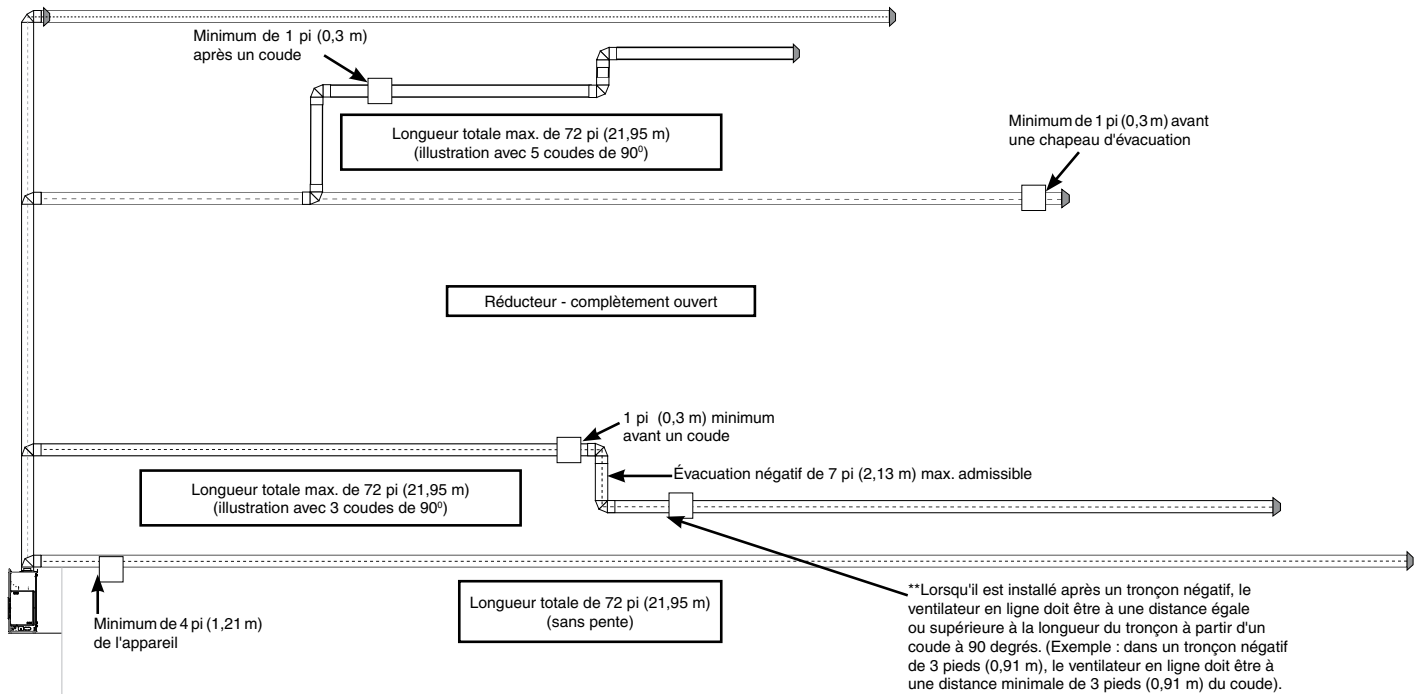 Minimum de 1 pi (0,3 m)
après un coude
Longueur totale max. de 72 pi (21,95 m)
(illustration avec 5 coudes de 90⁰)
Minimum de 1 pi (0,3 m) avant
une chapeau d'évacuation
Réducteur - complètement ouvert
1 pi (0,3 m) minimum
avant un coude
Évacuation négatif de 7 pi (2,13 m) max. admissible
Longueur totale max. de 72 pi (21,95 m)
(illustration avec 3 coudes de 90⁰)
Minimum de 4 pi (1,21 m)
de l'appareil
Longueur totale de 72 pi (21,95 m)
(sans pente)
**Lorsqu'il est installé après un tronçon négatif, le
ventilateur en ligne doit être à une distance égale
ou supérieure à la longueur du tronçon à partir d'un
coude à 90 degrés. (Exemple : dans un tronçon négatif
de 3 pieds (0,91 m), le ventilateur en ligne doit être à
une distance minimale de 3 pieds (0,91 m) du coude).